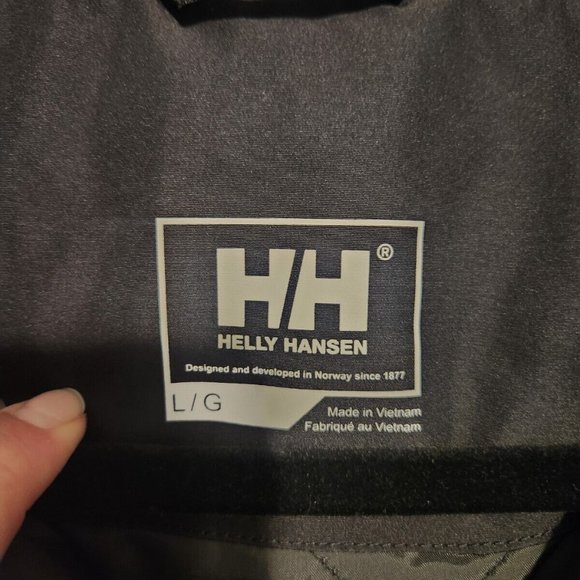 HH®
HELLY HANSEN
Designed and developed in Norway since 1877
L / G
Made in Vietnam
Fabriqué au Vietnam